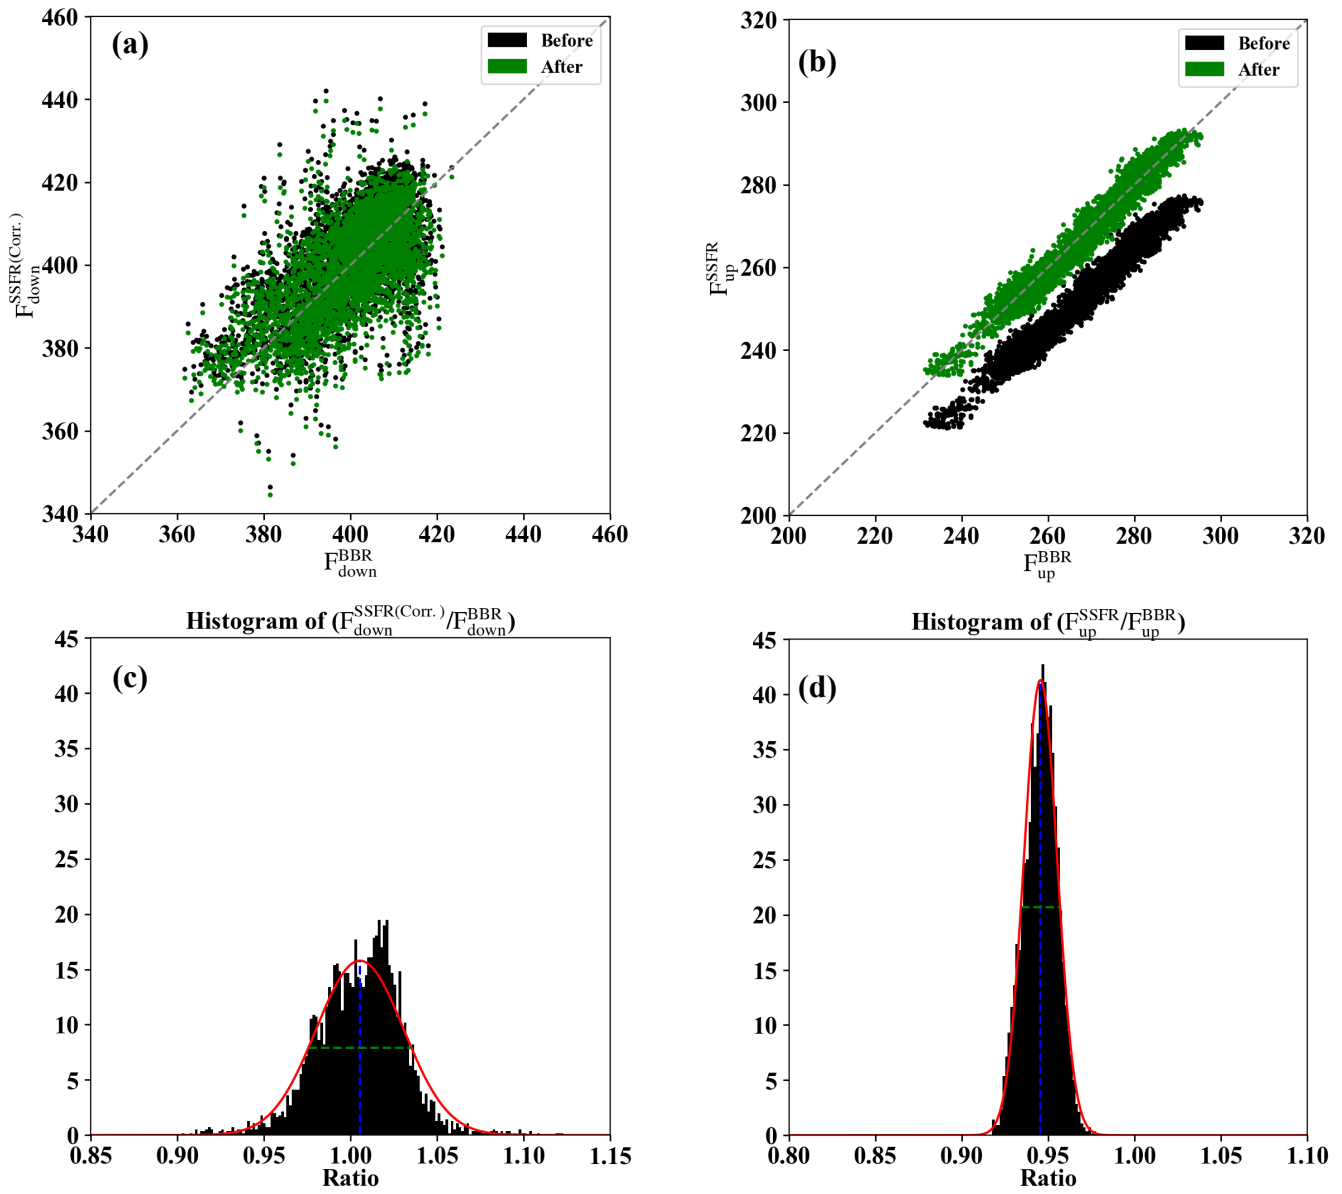 (a)
Before
After
460
440
420
400
380
360
340
340 360 380 400 420 440 460
F_down^SSFR(Corr.)
F_down^BBR
(b)
Before
After
320
300
280
260
240
220
200
200 220 240 260 280 300 320
F_up^SSFR
F_up^BBR
Histogram of (F_down^SSFR(Corr.)/F_down^BBR)
(c)
45
40
35
30
25
20
15
10
5
0
0.85 0.90 0.95 1.00 1.05 1.10 1.15
Ratio
Histogram of (F_up^SSFR/F_up^BBR)
(d)
45
40
35
30
25
20
15
10
5
0
0.80 0.85 0.90 0.95 1.00 1.05 1.10
Ratio